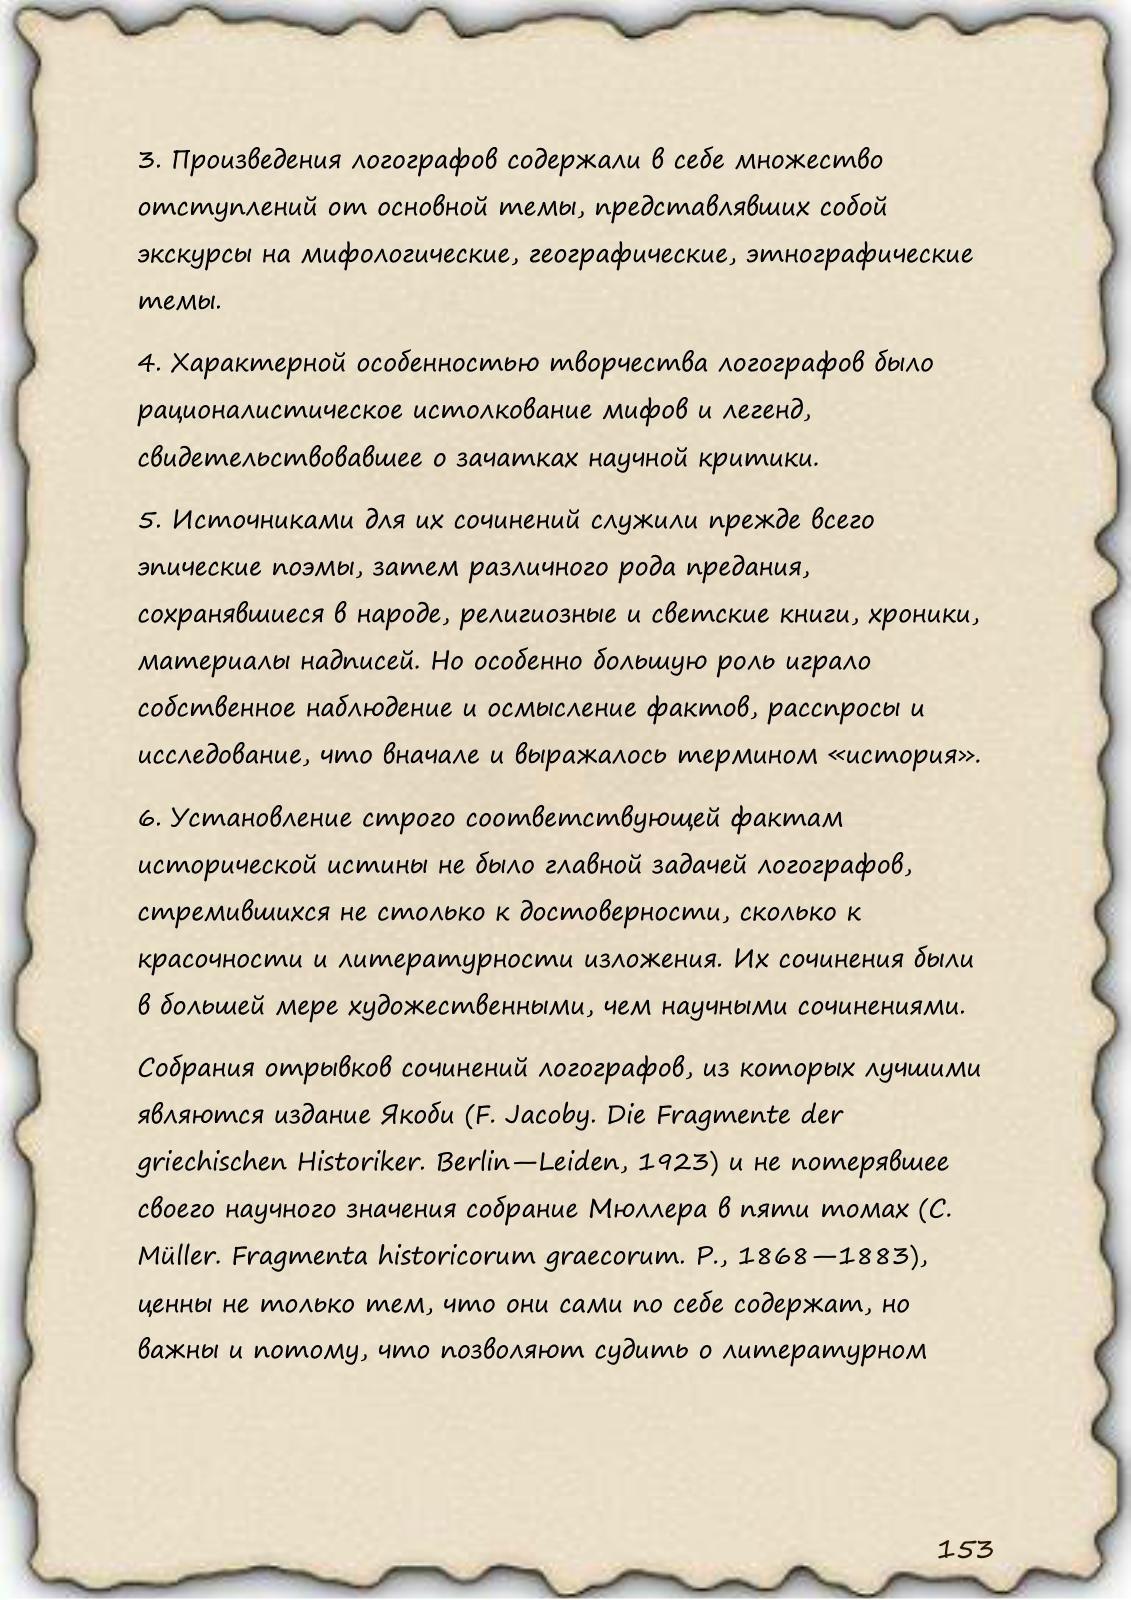 3. Произведения логографов содержали в себе множество
отступлений от основной темы, представлявших собой
экскурсы на мифологические, географические, этнографические
темы.
4. Характерной особенностью творчества логографов было
рационалистическое истолкование мифов и легенд,
свидетельствовавшее о зачатках научной критики.
5. Источниками для их сочинений служили прежде всего
эпические поэмы, затем различного рода предания,
сохранявшиеся в народе, религиозные и светские книги, хроники,
материалы надписей. Но особенно большую роль играло
собственное наблюдение и осмысление фактов, расспросы и
исследование, что вначале и выражалось термином «история».
6. Установление строго соответствующей фактам
исторической истины не было главной задачей логографов,
стремившихся не столько к достоверности, сколько к
красочности и литературности изложения. Их сочинения были
в большей мере художественными, чем научными сочинениями.
Собрания отрывков сочинений логографов, из которых лучшими
являются издание Якоби (F. Jacoby. Die Fragmente der
griechischen Historiker. Berlin—Leiden, 1923) и не потерявшее
своего научного значения собрание Мюллера в пяти томах (C.
Müller. Fragmenta historicorum graecorum. P., 1868—1883),
ценны не только тем, что они сами по себе содержат, но
важны и потому, что позволяют судить о литературном
153